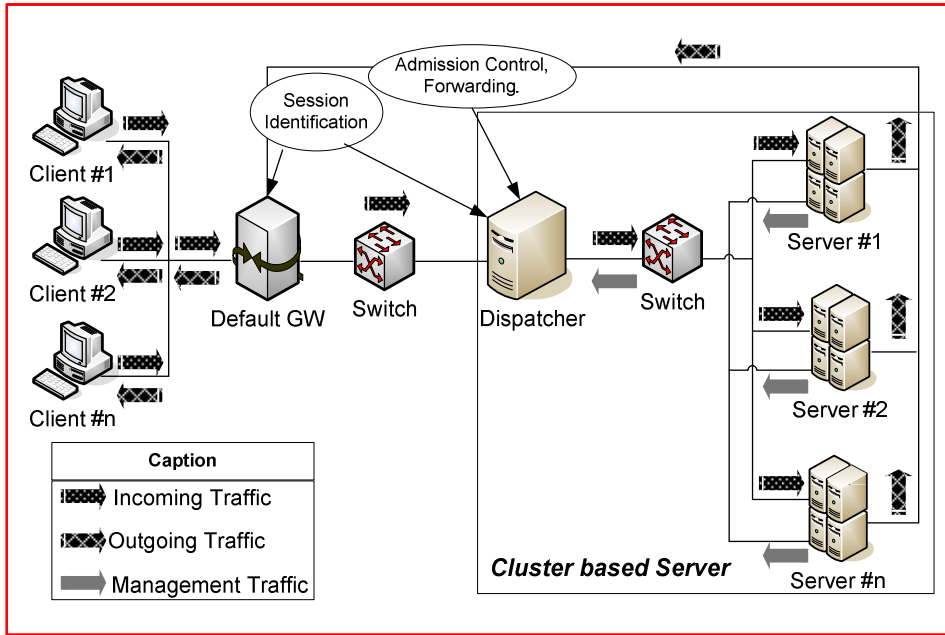 Admission Control,
Forwarding.
Session
Identification
Client #1
Client #2
Client #n
Default GW
Switch
Dispatcher
Switch
Server #1
Server #2
Server #n
Cluster based Server
Caption
Incoming Traffic
Outgoing Traffic
Management Traffic